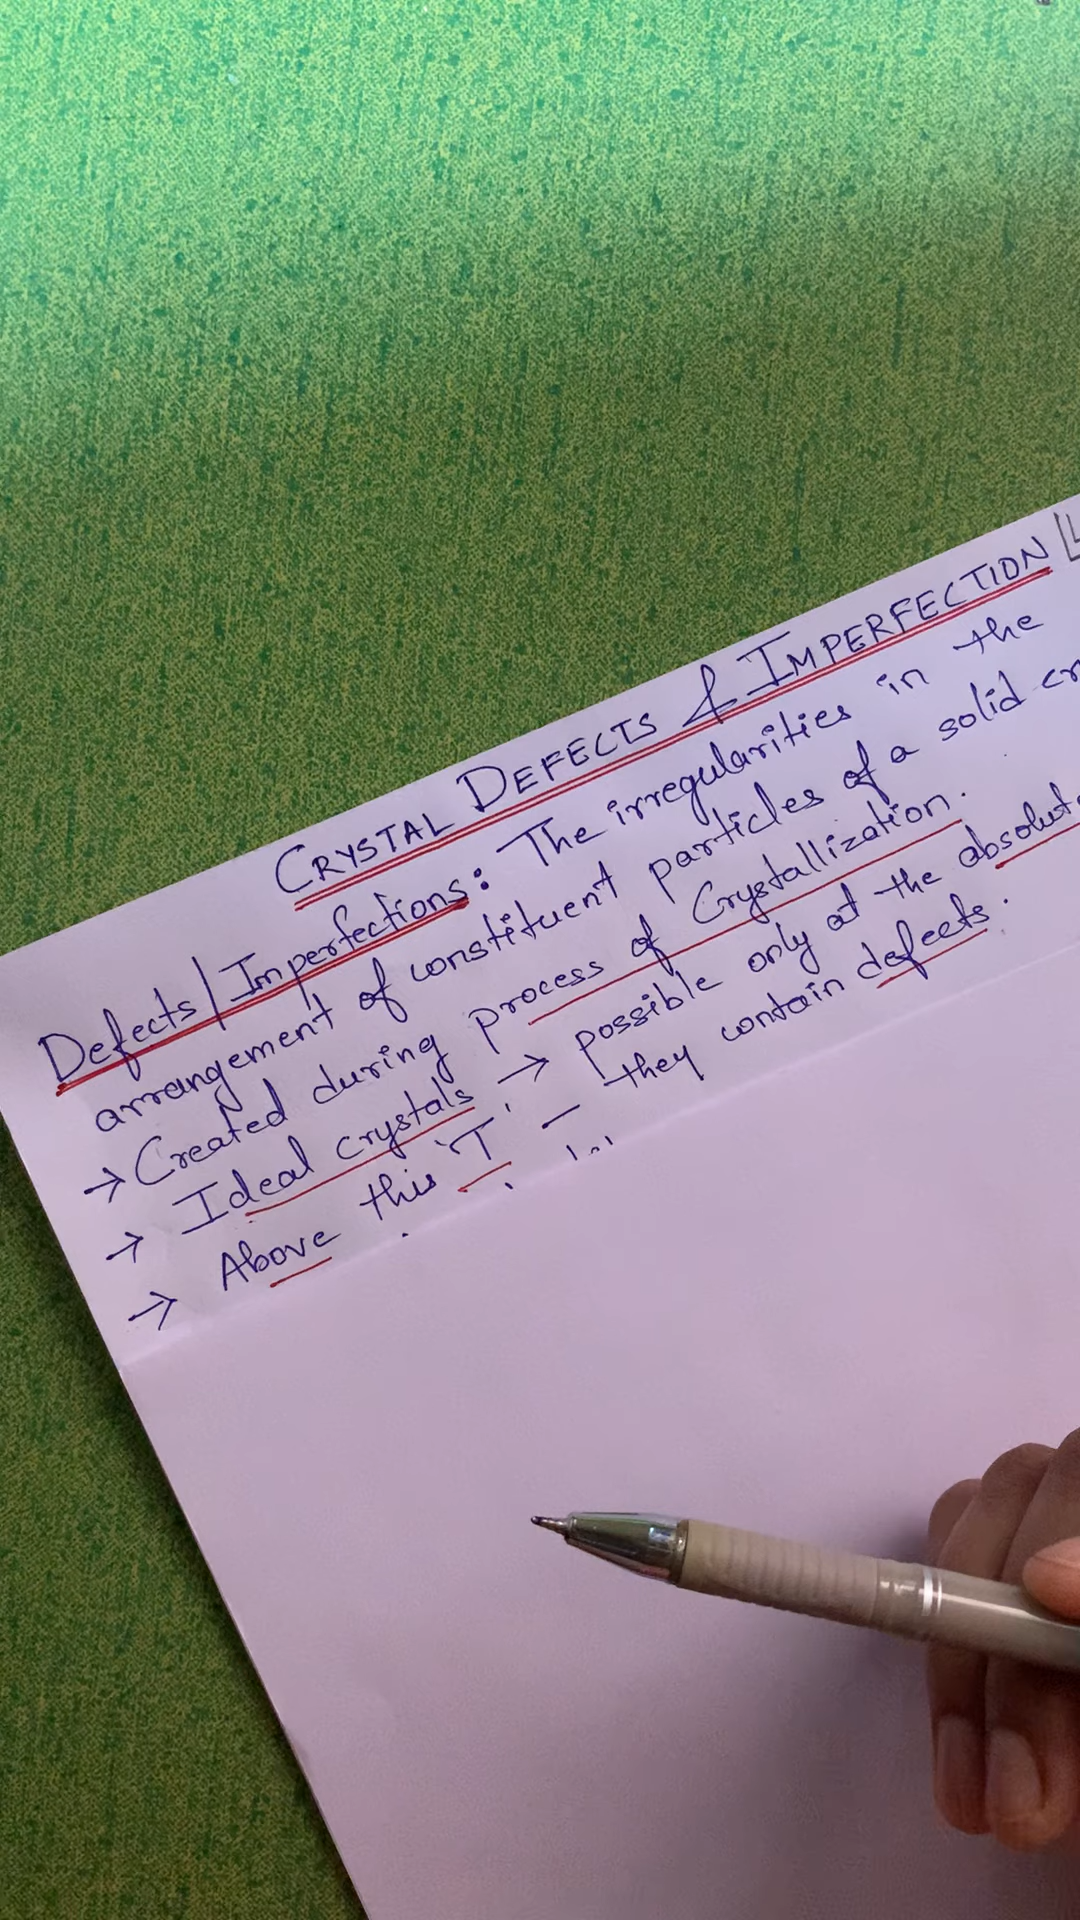 CRYSTAL DEFECTS & IMPERFECTION
Defects/Imperfections: The irregularities in the
arrangement of constituent particles of a solid
→ Created during process of Crystallization.
→ Ideal crystals → possible only at the
→ Above this 'T' – they contain defects.